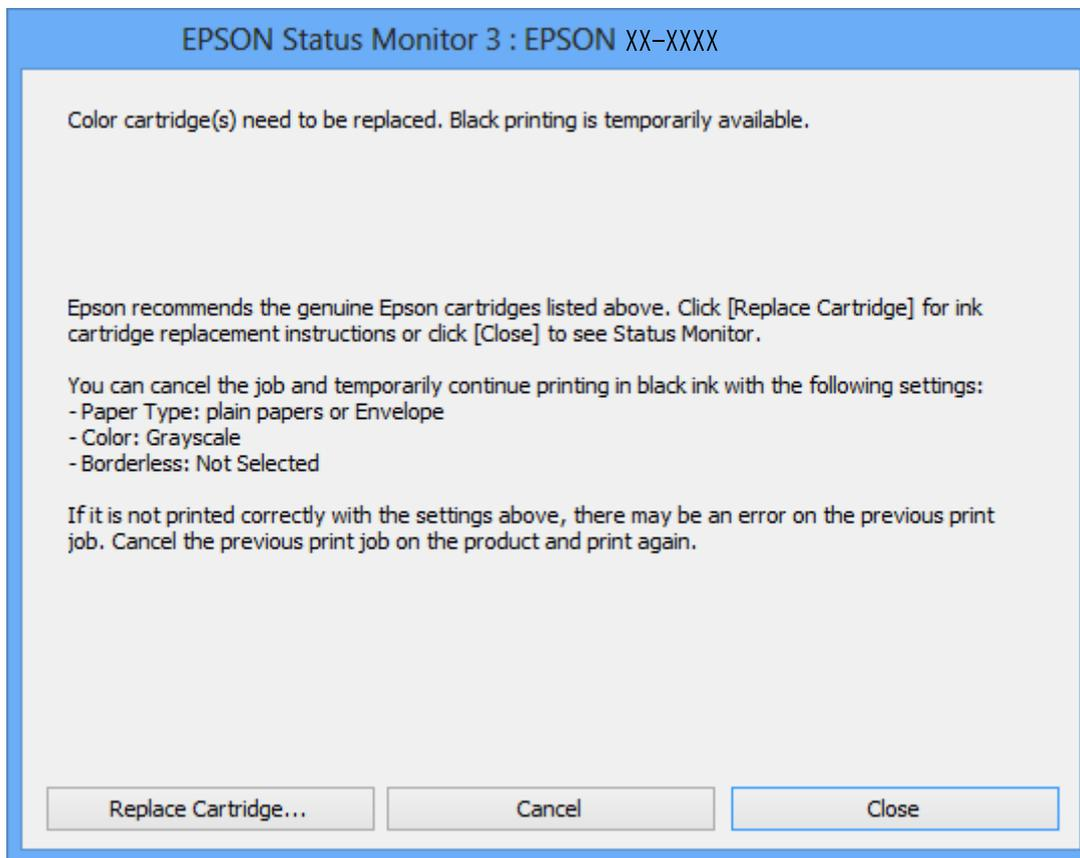 EPSON Status Monitor 3 : EPSON XX-XXXX
Color cartridge(s) need to be replaced. Black printing is temporarily available.
Epson recommends the genuine Epson cartridges listed above. Click [Replace Cartridge] for ink
cartridge replacement instructions or click [Close] to see Status Monitor.
You can cancel the job and temporarily continue printing in black ink with the following settings:
- Paper Type: plain papers or Envelope
- Color: Grayscale
- Borderless: Not Selected
If it is not printed correctly with the settings above, there may be an error on the previous print
job. Cancel the previous print job on the product and print again.
Replace Cartridge... Cancel Close